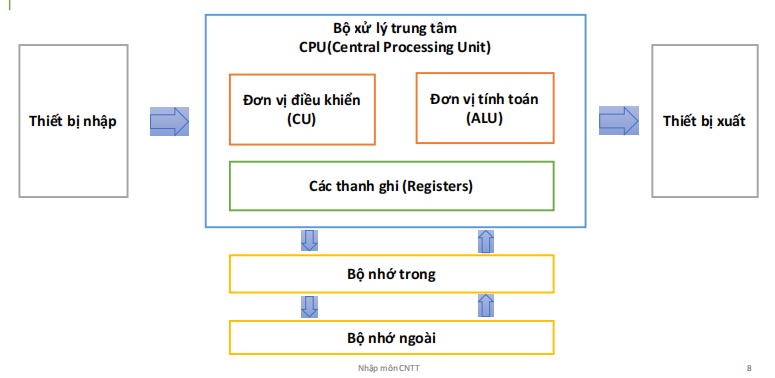 Bộ xử lý trung tâm
CPU(Central Processing Unit)
Thiết bị nhập
Đơn vị điều khiển
(CU)
Đơn vị tính toán
(ALU)
Thiết bị xuất
Các thanh ghi (Registers)
Bộ nhớ trong
Bộ nhớ ngoài
Nhập môn CNTT
8